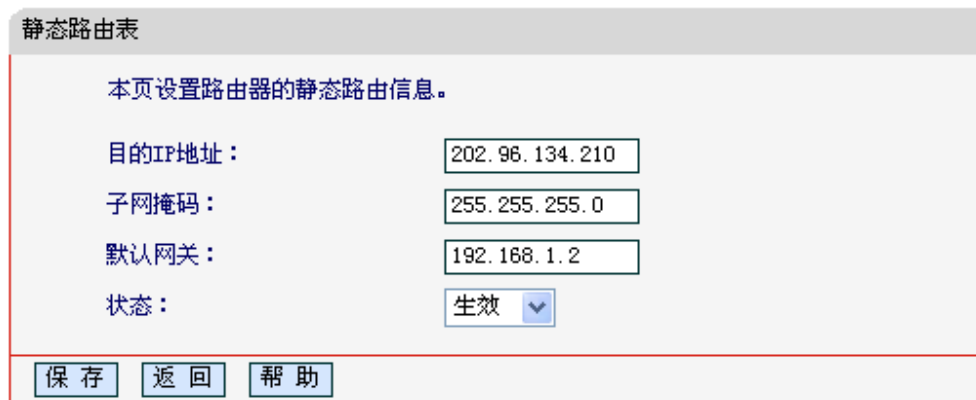 静态路由表
本页设置路由器的静态路由信息。
目的IP地址： 202.96.134.210
子网掩码： 255.255.255.0
默认网关： 192.168.1.2
状态： 生效
保 存 返 回 帮 助